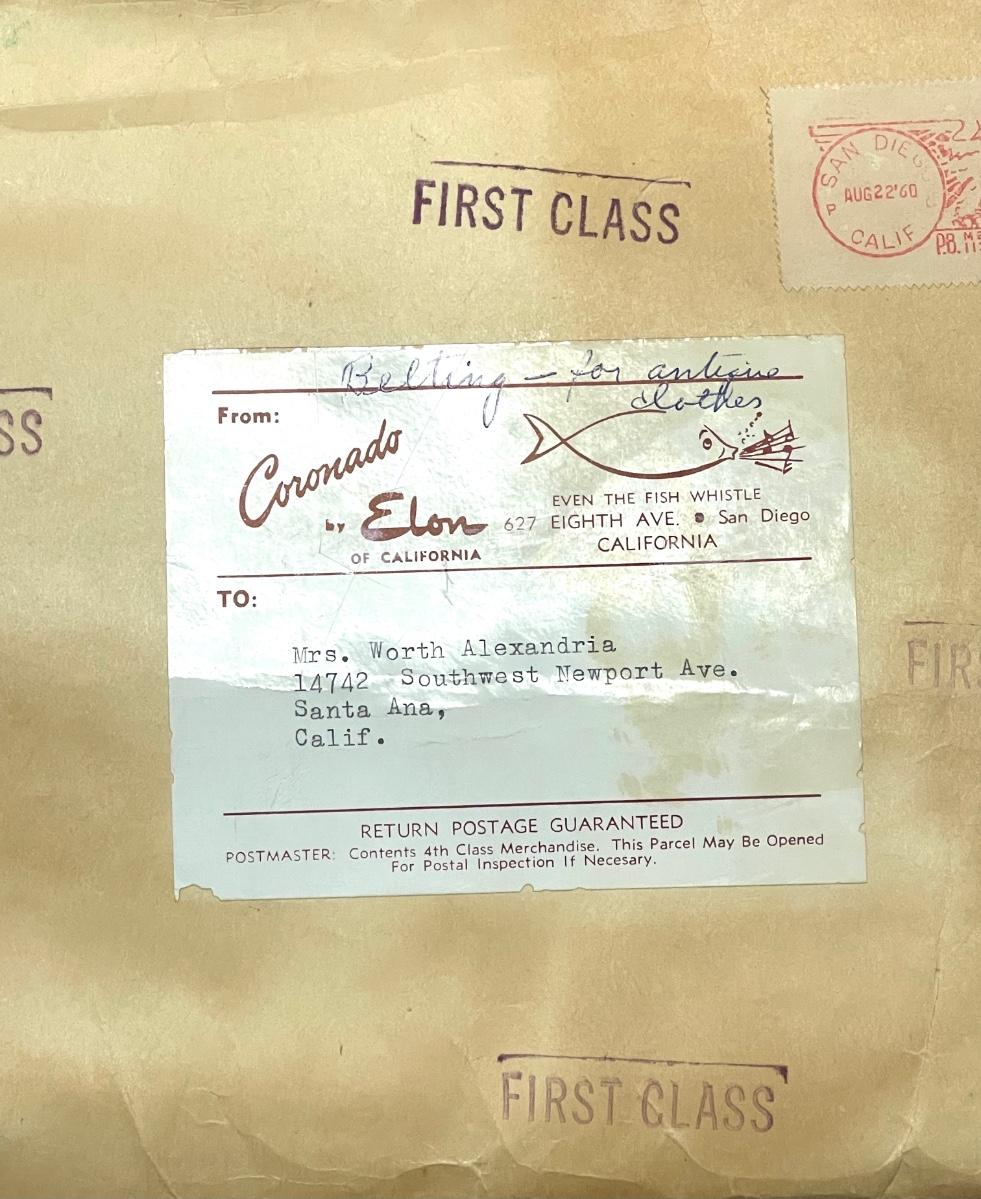 FIRST CLASS
SAN DIEGO
AUG 22 '60
CALIF
P.B.
SS
Belting – for antique
clothes
From:
Coronado
by Elon
OF CALIFORNIA
EVEN THE FISH WHISTLE
627 EIGHTH AVE. • San Diego
CALIFORNIA
TO:
Mrs. Worth Alexandria
14742 Southwest Newport Ave.
Santa Ana,
Calif.
FIRS
RETURN POSTAGE GUARANTEED
POSTMASTER: Contents 4th Class Merchandise. This Parcel May Be Opened
For Postal Inspection If Necesary.
FIRST CLASS